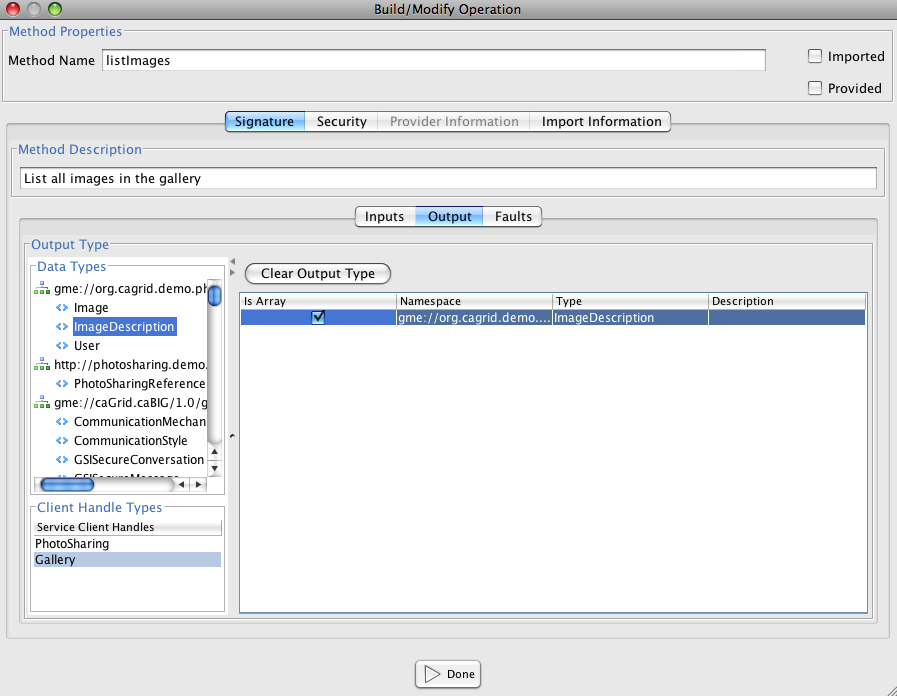 Build/Modify Operation
Method Properties
Method Name listImages
Imported
Provided
Signature Security Provider Information Import Information
Method Description
List all images in the gallery
Inputs Output Faults
Output Type
Data Types
gme://org.cagrid.demo.ph
Image
ImageDescription
User
http://photosharing.demo.
PhotoSharingReference
gme://caGrid.caBIG/1.0/g
CommunicationMechan
CommunicationStyle
GSISecureConversation
GSISecureMessage
Client Handle Types
Service Client Handles
PhotoSharing
Gallery
Clear Output Type
Is Array Namespace Type Description
gme://org.cagrid.demo.... ImageDescription
Done